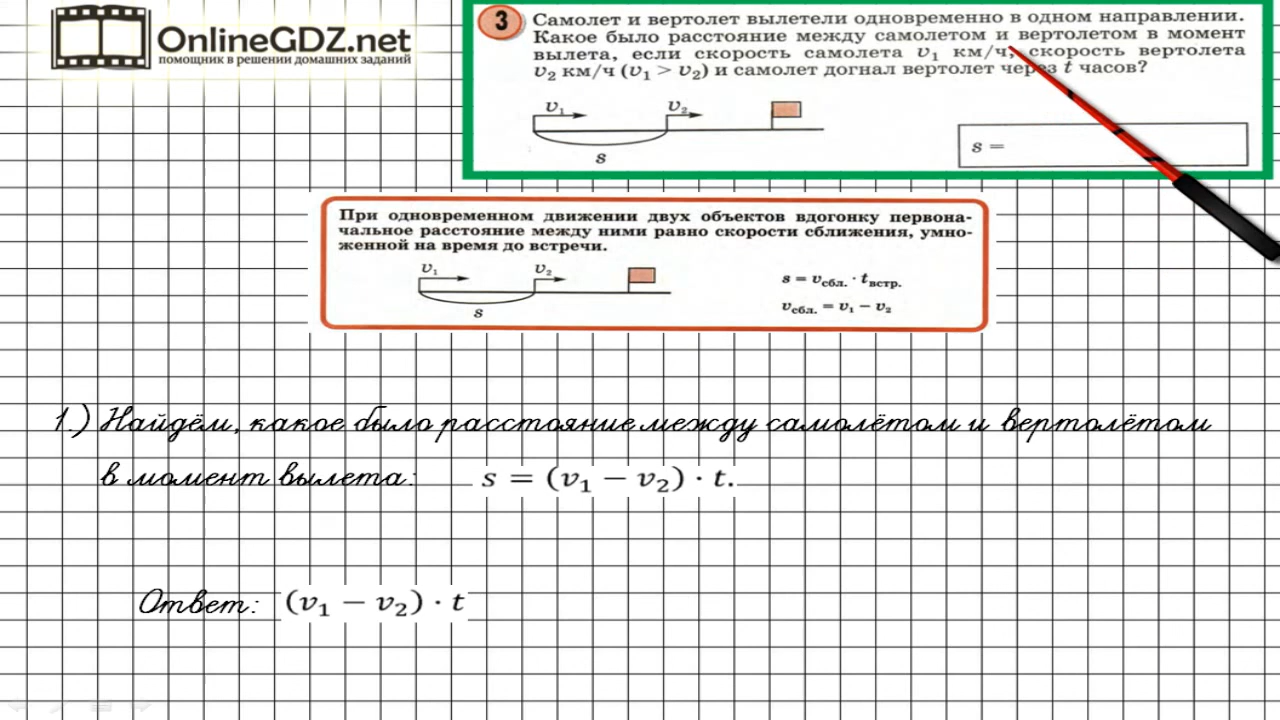 OnlineGDZ.net
помощник в решении домашних заданий
3 Самолет и вертолет вылетели одновременно в одном направлении.
Какое было расстояние между самолетом и вертолетом в момент
вылета, если скорость самолета v₁ км/ч, скорость вертолета
v₂ км/ч (v₁ > v₂) и самолет догнал вертолет через t часов?
v₁ v₂
s
s =
При одновременном движении двух объектов вдогонку первона-
чальное расстояние между ними равно скорости сближения, умно-
женной на время до встречи.
v₁ v₂
s
s = vсбл. · tвстр.
vсбл. = v₁ − v₂
1.) Найдём, какое было расстояние между самолётом и вертолётом
в момент вылета: s = (v₁ − v₂) · t.
Ответ: (v₁ − v₂) · t